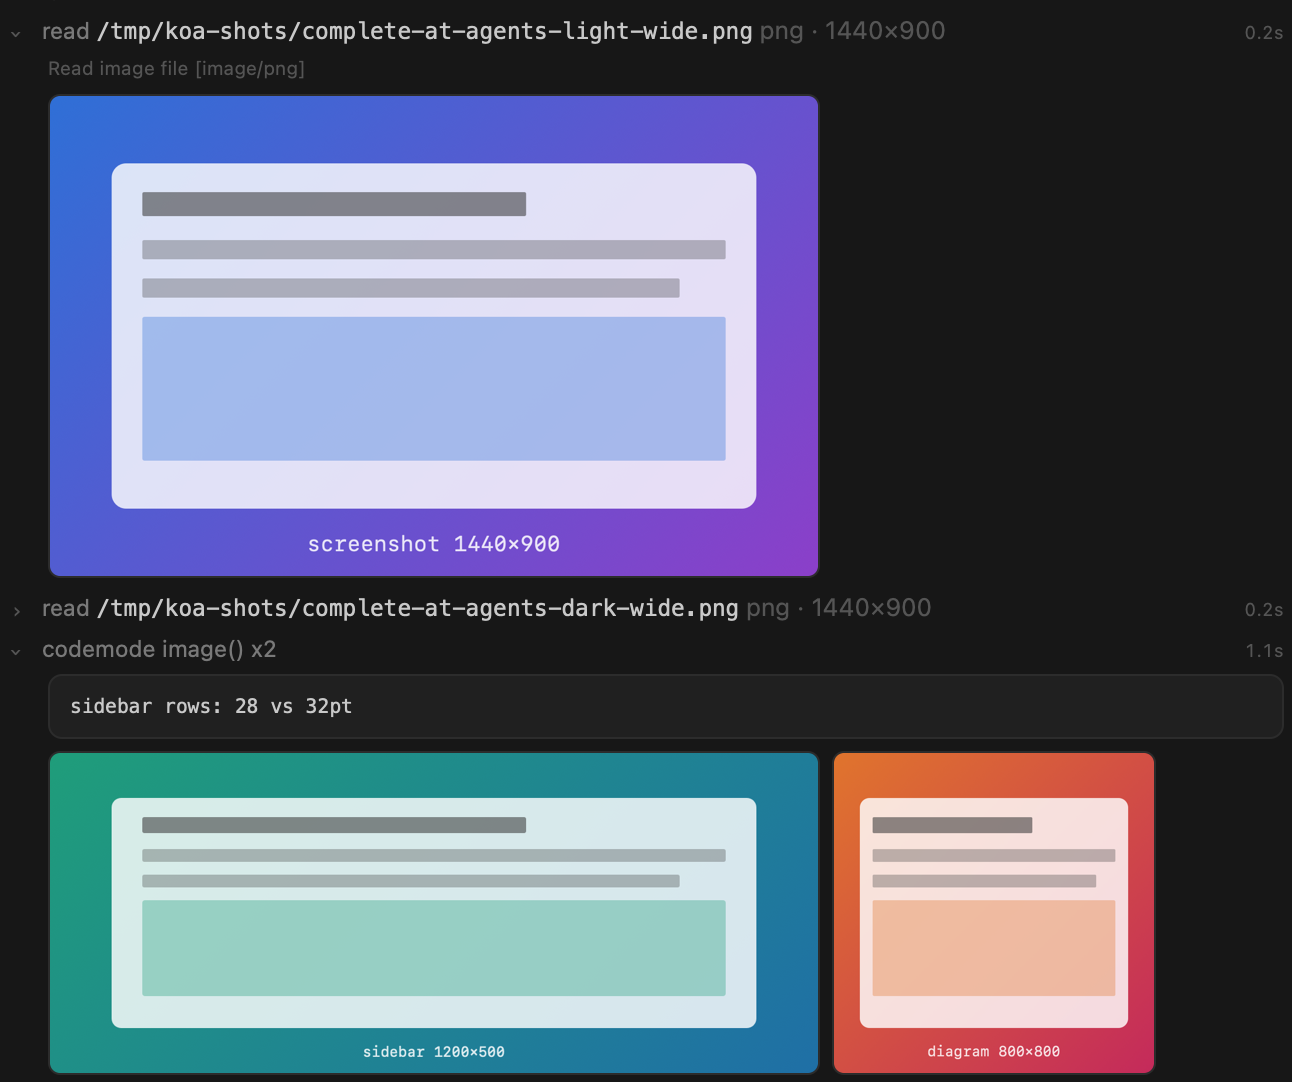 read /tmp/koa-shots/complete-at-agents-light-wide.png png · 1440×900 0.2s
Read image file [image/png]
screenshot 1440×900
read /tmp/koa-shots/complete-at-agents-dark-wide.png png · 1440×900 0.2s
codemode image() x2 1.1s
sidebar rows: 28 vs 32pt
sidebar 1200×500
diagram 800×800